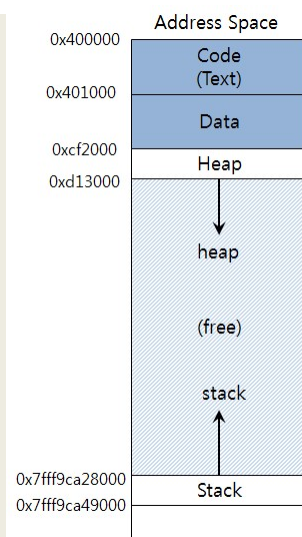 Address Space
0x400000
Code
(Text)
0x401000
Data
0xcf2000
Heap
0xd13000
heap
(free)
stack
0x7fff9ca28000
Stack
0x7fff9ca49000